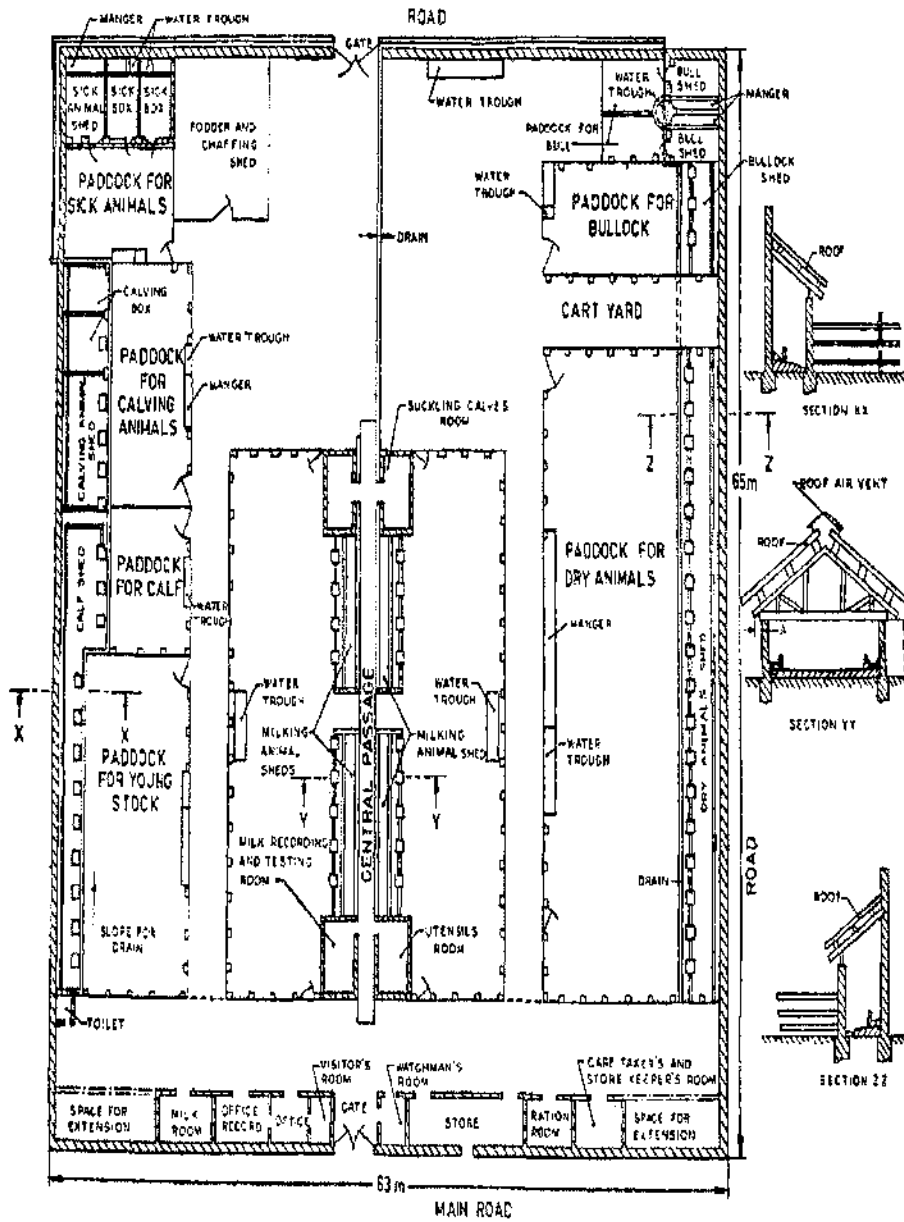 ROAD
MANGER
WATER TROUGH
GATE
SICK
ANIMAL
SHED
SICK
BOX
SICK
BOX
FODDER AND
CHAFFING
SHED
WATER TROUGH
WATER
TROUGH
BULL
SHED
MANGER
PADDOCK FOR
BULL
BULL
SHED
BULLOCK
SHED
PADDOCK FOR
SICK ANIMALS
WATER
TROUGH
PADDOCK FOR
BULLOCK
DRAIN
ROOF
CALVING
BOX
CART YARD
PADDOCK
FOR
CALVING
ANIMALS
WATER TROUGH
MANGER
SUCKLING CALVES
ROOM
SECTION XX
CALVING ANIMAL
SHED
Z
Z
65m
ROOF AIR VENT
ROOF
CALF SHED
PADDOCK
FOR CALF
PADDOCK FOR
DRY ANIMALS
WATER
TROUGH
MANGER
A
X
X
WATER
TROUGH
WATER
TROUGH
SECTION YY
PADDOCK
FOR YOUNG
STOCK
MILKING
ANIMAL
SHEDS
CENTRAL PASSAGE
MILKING
ANIMAL SHED
WATER
TROUGH
DRY ANIMALS SHED
Y
Y
MILK RECORDING
AND TESTING
ROOM
DRAIN
ROAD
ROOF
SLOPE FOR
DRAIN
UTENSILS
ROOM
TOILET
VISITOR'S
ROOM
WATCHMAN'S
ROOM
CARE TAKER'S AND
STORE KEEPER'S ROOM
SECTION ZZ
SPACE FOR
EXTENSION
MILK
ROOM
OFFICE
RECORD
OFFICE
GATE
STORE
RATION
ROOM
SPACE FOR
EXTENSION
63m
MAIN ROAD